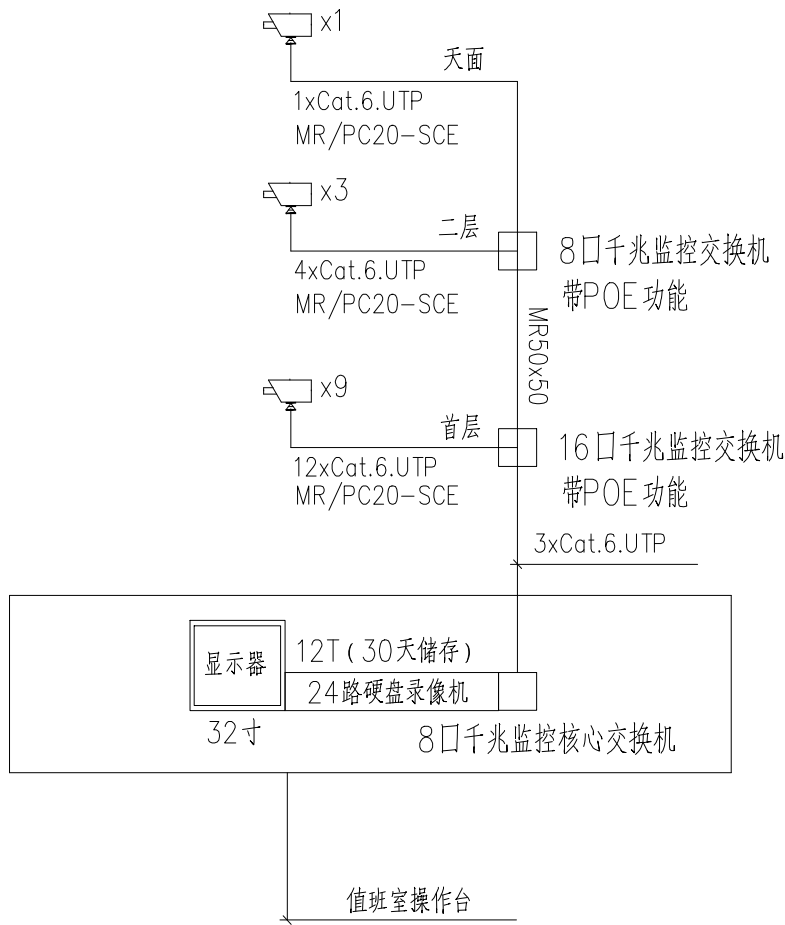 x1
天面
1xCat.6.UTP
MR/PC20-SCE
x3
二层
8口千兆监控交换机
带POE功能
4xCat.6.UTP
MR/PC20-SCE
MR50x50
x9
首层
16口千兆监控交换机
带POE功能
12xCat.6.UTP
MR/PC20-SCE
3xCat.6.UTP
显示器
12T(30天储存)
24路硬盘录像机
32寸
8口千兆监控核心交换机
值班室操作台